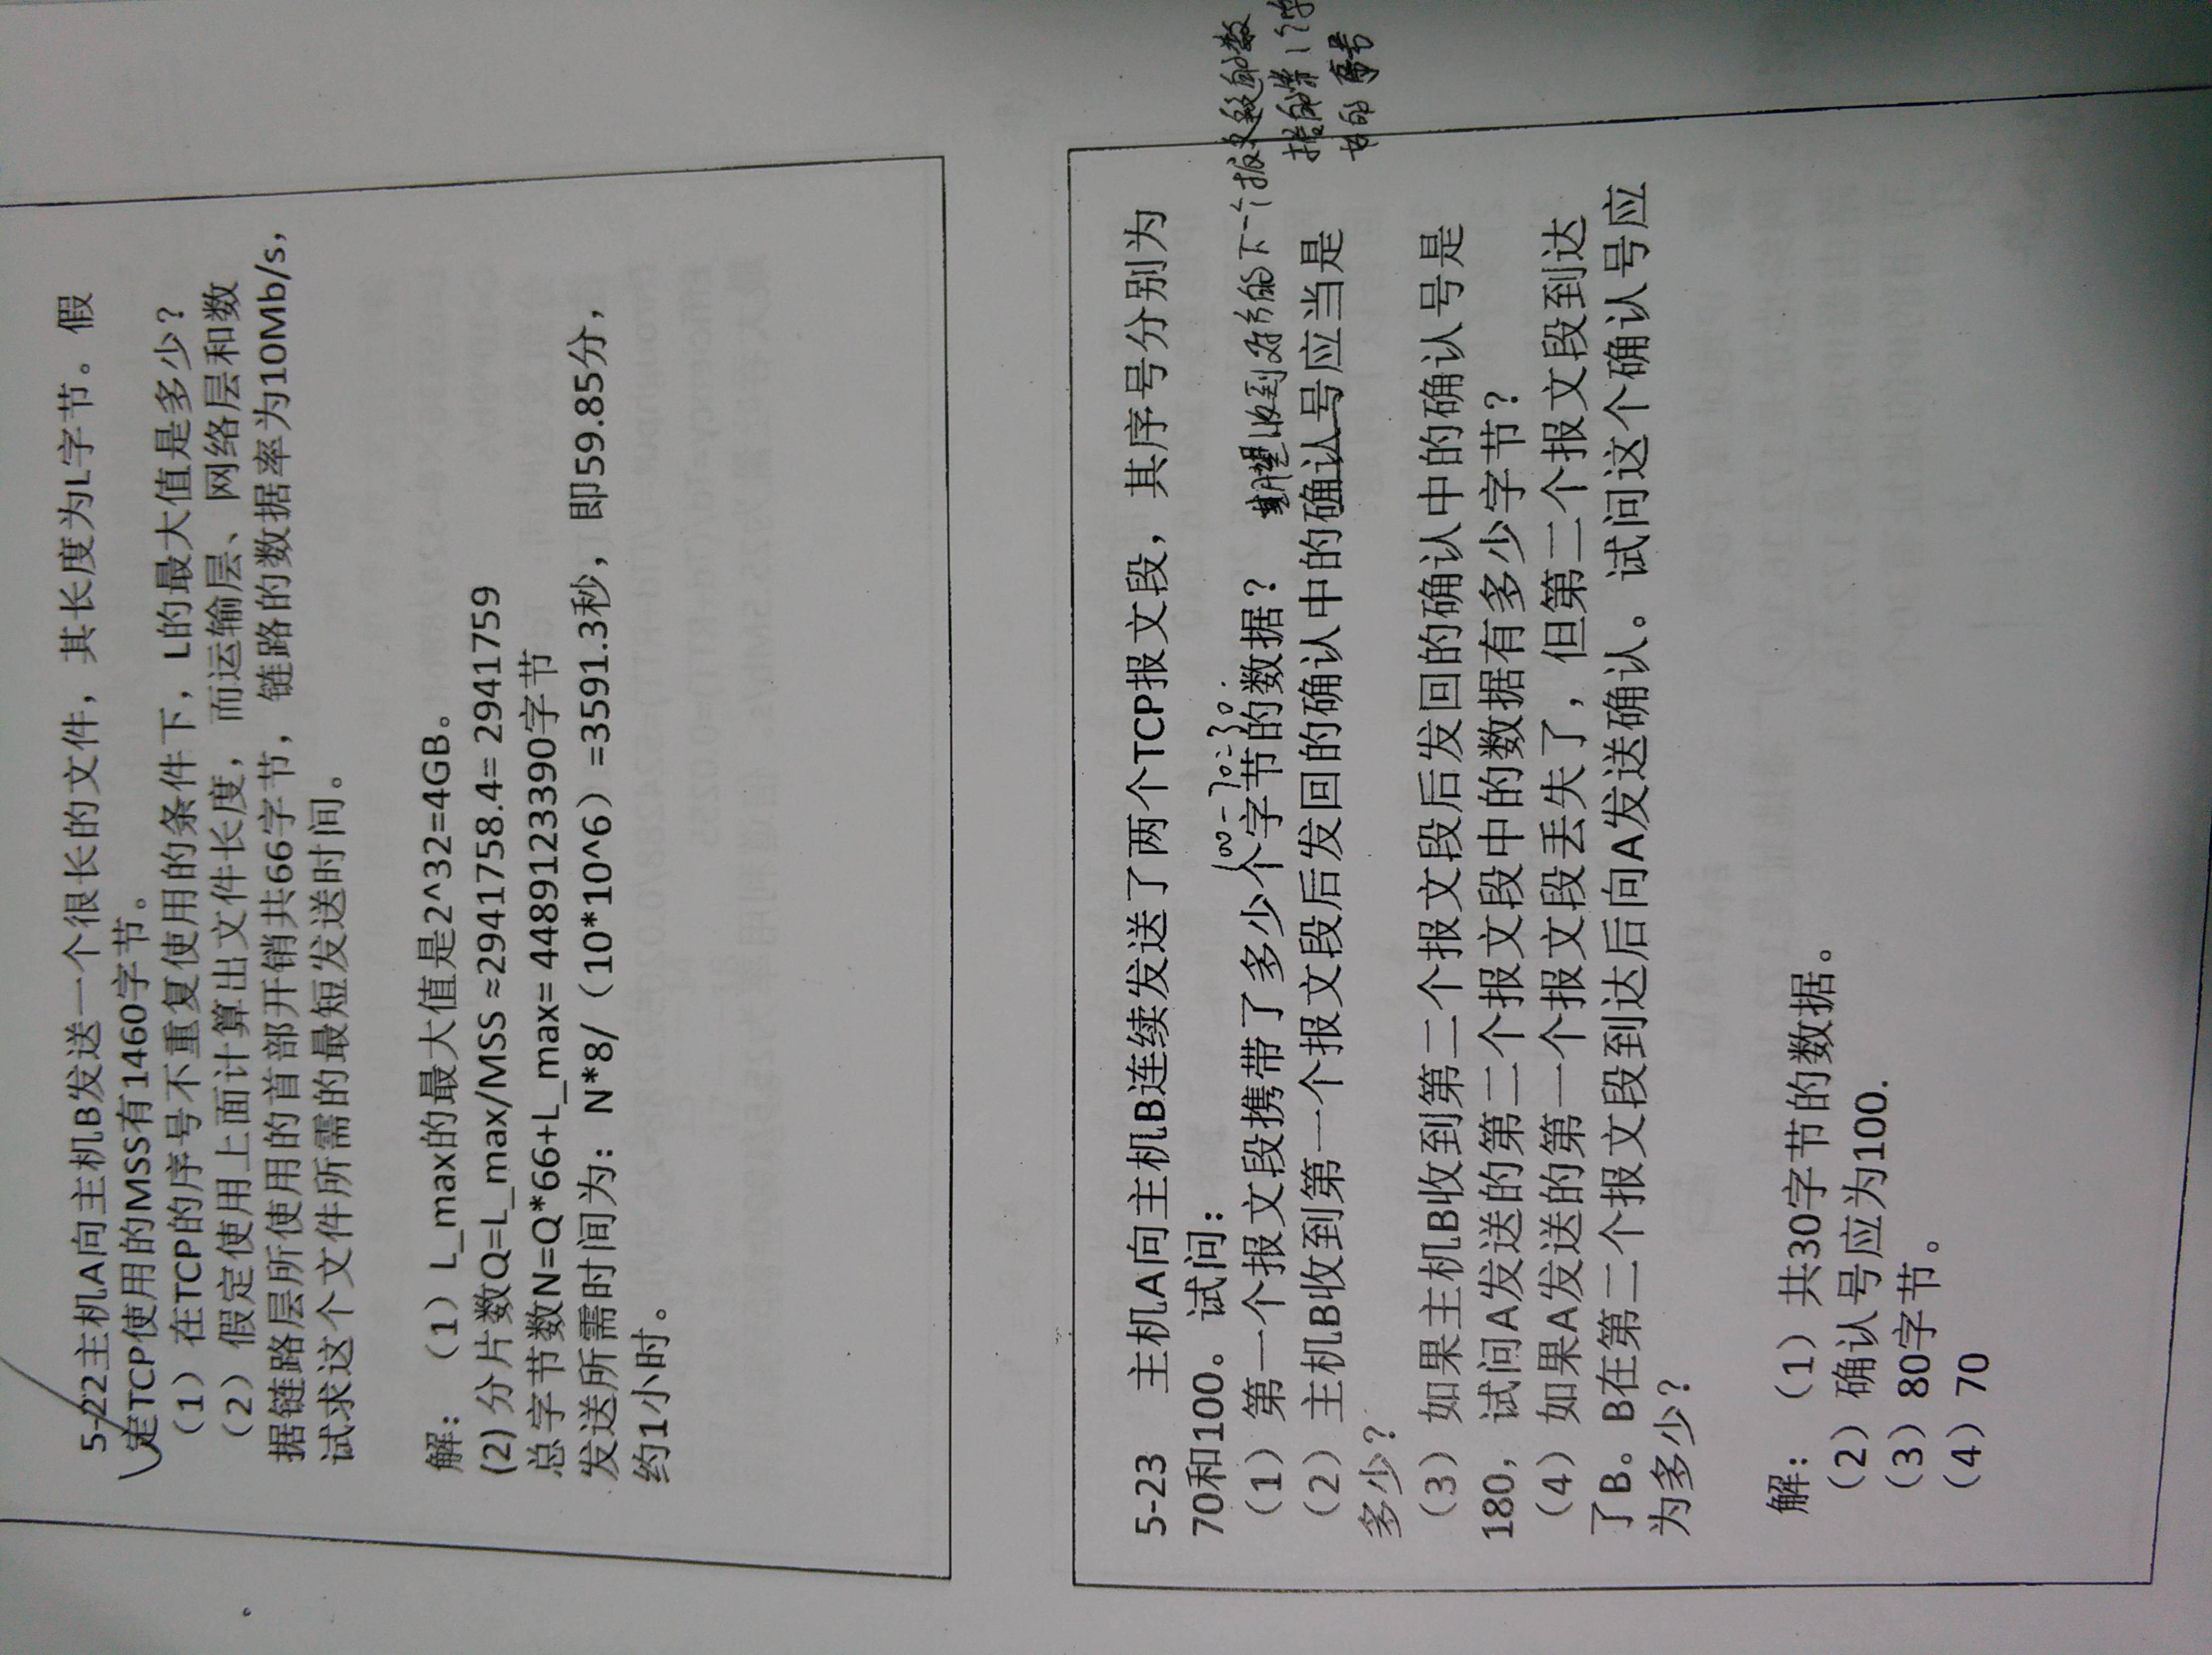 5-22主机A向主机B发送一个很长的文件，其长度为L字节。假
定TCP使用的MSS有1460字节。
（1）在TCP的序号不重复使用的条件下，L的最大值是多少？
（2）假定使用上面计算出文件长度，而运输层、网络层和数
据链路层所使用的首部开销共66字节，链路的数据率为10Mb/s，
试求这个文件所需的最短发送时间。
解：（1）L_max的最大值是2^32=4GB。
(2) 分片数Q=L_max/MSS ≈2941758.4= 2941759
总字节数N=Q*66+L_max= 4489123390字节
发送所需时间为：N*8/（10*10^6）=3591.3秒，即59.85分，
约1小时。
5-23 主机A向主机B连续发送了两个TCP报文段，其序号分别为
70和100。试问：
100-70=30.
（1）第一个报文段携带了多少个字节的数据？
期望收到对方的下一个报文段的数
据的第1个字
节的序号
（2）主机B收到第一个报文段后发回的确认中的确认号应当是
多少？
（3）如果主机B收到第二个报文段后发回的确认中的确认号是
180，试问A发送的第二个报文段中的数据有多少字节？
（4）如果A发送的第一个报文段丢失了，但第二个报文段到达
了B。B在第二个报文段到达后向A发送确认。试问这个确认号应
为多少？
解：（1）共30字节的数据。
（2）确认号应为100.
（3）80字节。
（4）70